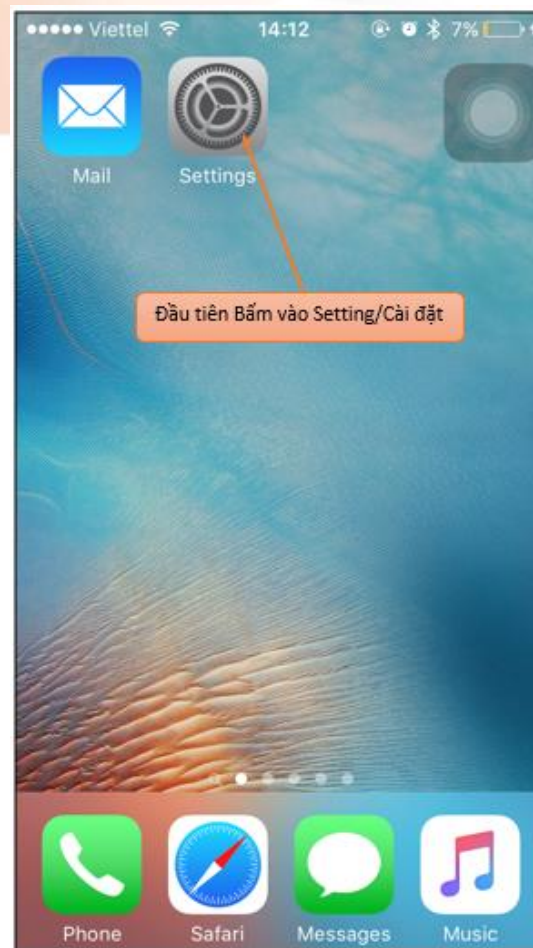 Viettel 14:12 7%
Mail Settings
Đầu tiên Bấm vào Setting/Cài đặt
Phone Safari Messages Music